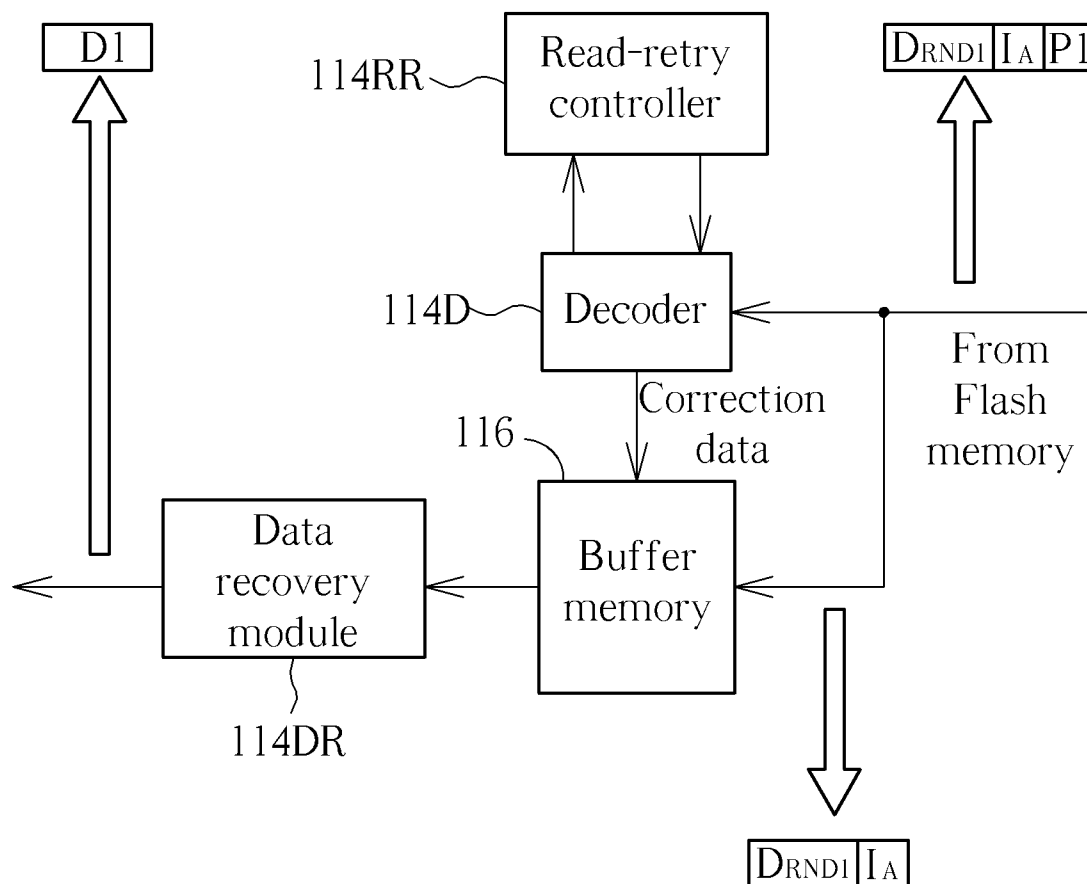 D1
Read-retry
controller
114RR
DRND1 IA P1
114D
Decoder
From
Flash
memory
Correction
data
116
Buffer
memory
Data
recovery
module
114DR
DRND1 IA